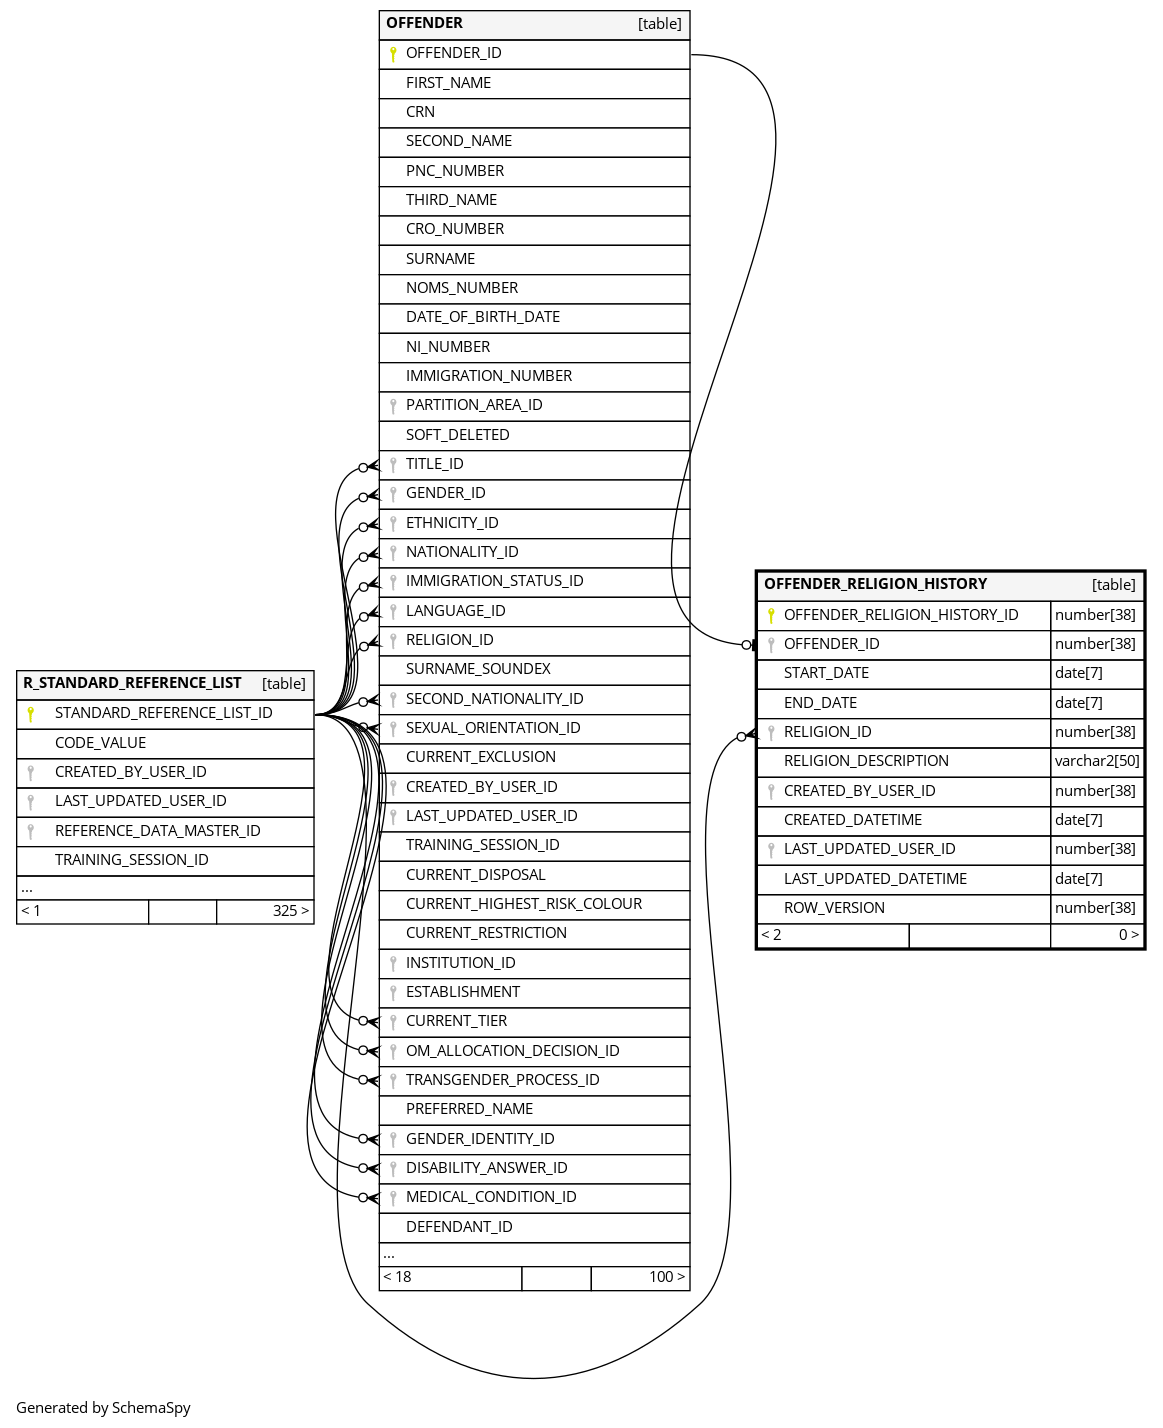 OFFENDER [table]
OFFENDER_ID
FIRST_NAME
CRN
SECOND_NAME
PNC_NUMBER
THIRD_NAME
CRO_NUMBER
SURNAME
NOMS_NUMBER
DATE_OF_BIRTH_DATE
NI_NUMBER
IMMIGRATION_NUMBER
PARTITION_AREA_ID
SOFT_DELETED
TITLE_ID
GENDER_ID
ETHNICITY_ID
NATIONALITY_ID
IMMIGRATION_STATUS_ID
LANGUAGE_ID
RELIGION_ID
SURNAME_SOUNDEX
SECOND_NATIONALITY_ID
SEXUAL_ORIENTATION_ID
CURRENT_EXCLUSION
CREATED_BY_USER_ID
LAST_UPDATED_USER_ID
TRAINING_SESSION_ID
CURRENT_DISPOSAL
CURRENT_HIGHEST_RISK_COLOUR
CURRENT_RESTRICTION
INSTITUTION_ID
ESTABLISHMENT
CURRENT_TIER
OM_ALLOCATION_DECISION_ID
TRANSGENDER_PROCESS_ID
PREFERRED_NAME
GENDER_IDENTITY_ID
DISABILITY_ANSWER_ID
MEDICAL_CONDITION_ID
DEFENDANT_ID
...
< 18 100 >
R_STANDARD_REFERENCE_LIST [table]
STANDARD_REFERENCE_LIST_ID
CODE_VALUE
CREATED_BY_USER_ID
LAST_UPDATED_USER_ID
REFERENCE_DATA_MASTER_ID
TRAINING_SESSION_ID
...
< 1 325 >
OFFENDER_RELIGION_HISTORY [table]
OFFENDER_RELIGION_HISTORY_ID number[38]
OFFENDER_ID number[38]
START_DATE date[7]
END_DATE date[7]
RELIGION_ID number[38]
RELIGION_DESCRIPTION varchar2[50]
CREATED_BY_USER_ID number[38]
CREATED_DATETIME date[7]
LAST_UPDATED_USER_ID number[38]
LAST_UPDATED_DATETIME date[7]
ROW_VERSION number[38]
< 2 0 >
Generated by SchemaSpy